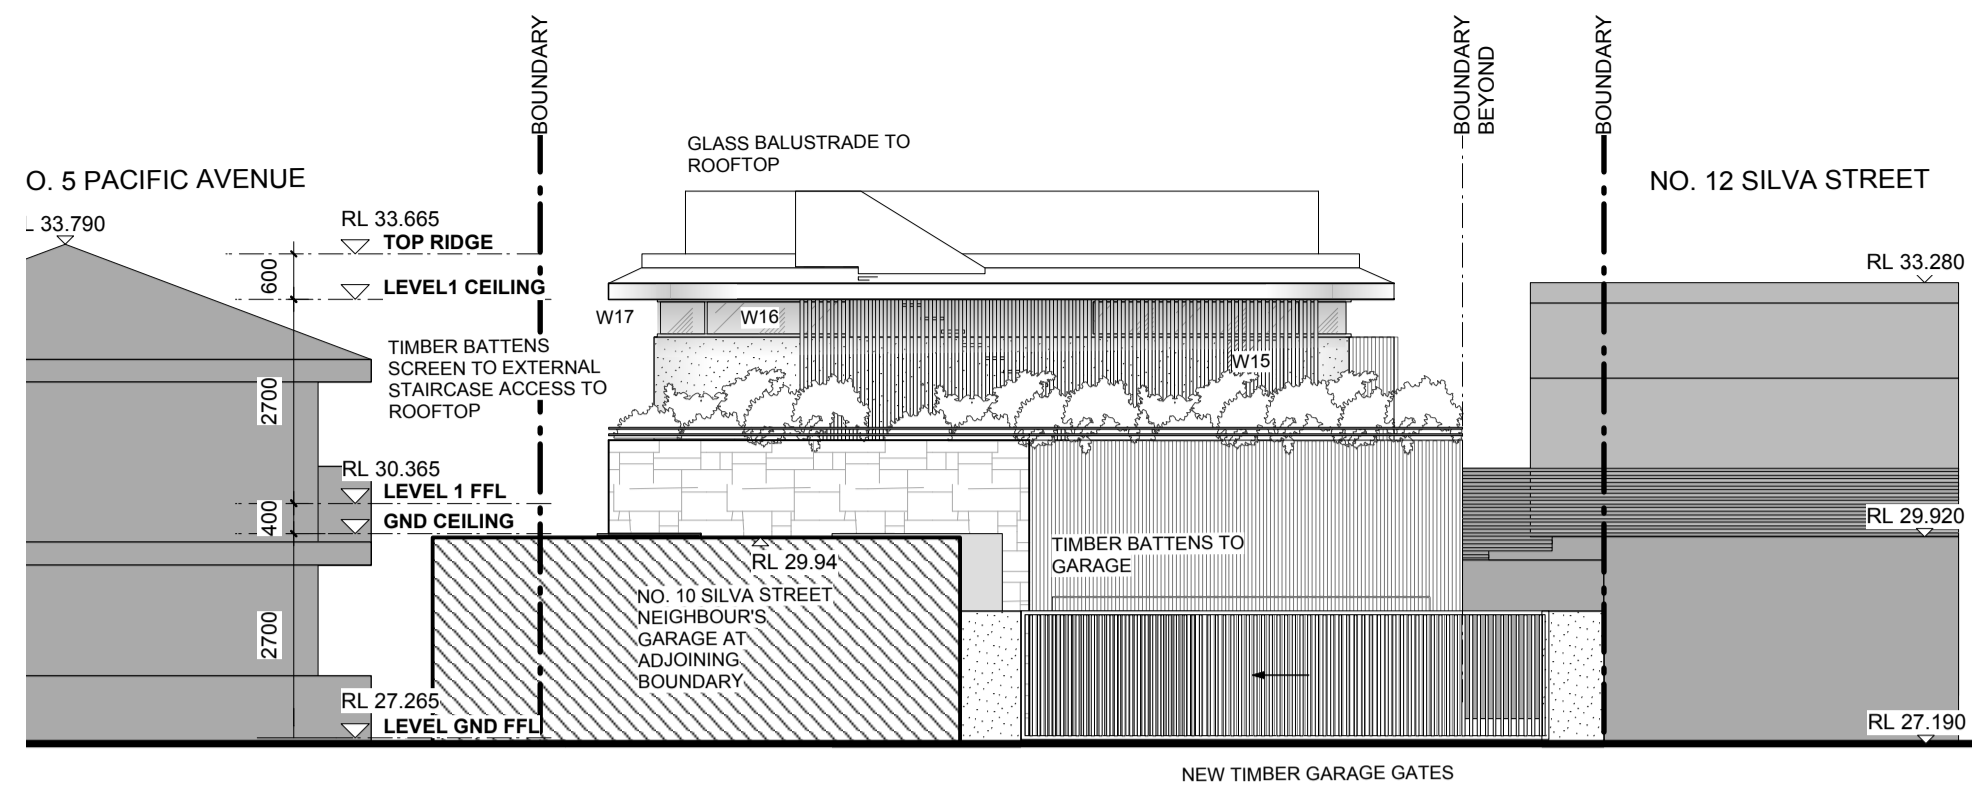 BOUNDARY
BOUNDARY
BEYOND
BOUNDARY
GLASS BALUSTRADE TO
ROOFTOP
O. 5 PACIFIC AVENUE
NO. 12 SILVA STREET
L 33.790
RL 33.665
TOP RIDGE
RL 33.280
600
LEVEL1 CEILING
W17
W16
TIMBER BATTENS
SCREEN TO EXTERNAL
STAIRCASE ACCESS TO
ROOFTOP
W15
2700
RL 30.365
LEVEL 1 FFL
400
GND CEILING
RL 29.920
TIMBER BATTENS TO
GARAGE
RL 29.94
NO. 10 SILVA STREET
NEIGHBOUR'S
GARAGE AT
ADJOINING
BOUNDARY
2700
RL 27.265
LEVEL GND FFL
RL 27.190
NEW TIMBER GARAGE GATES